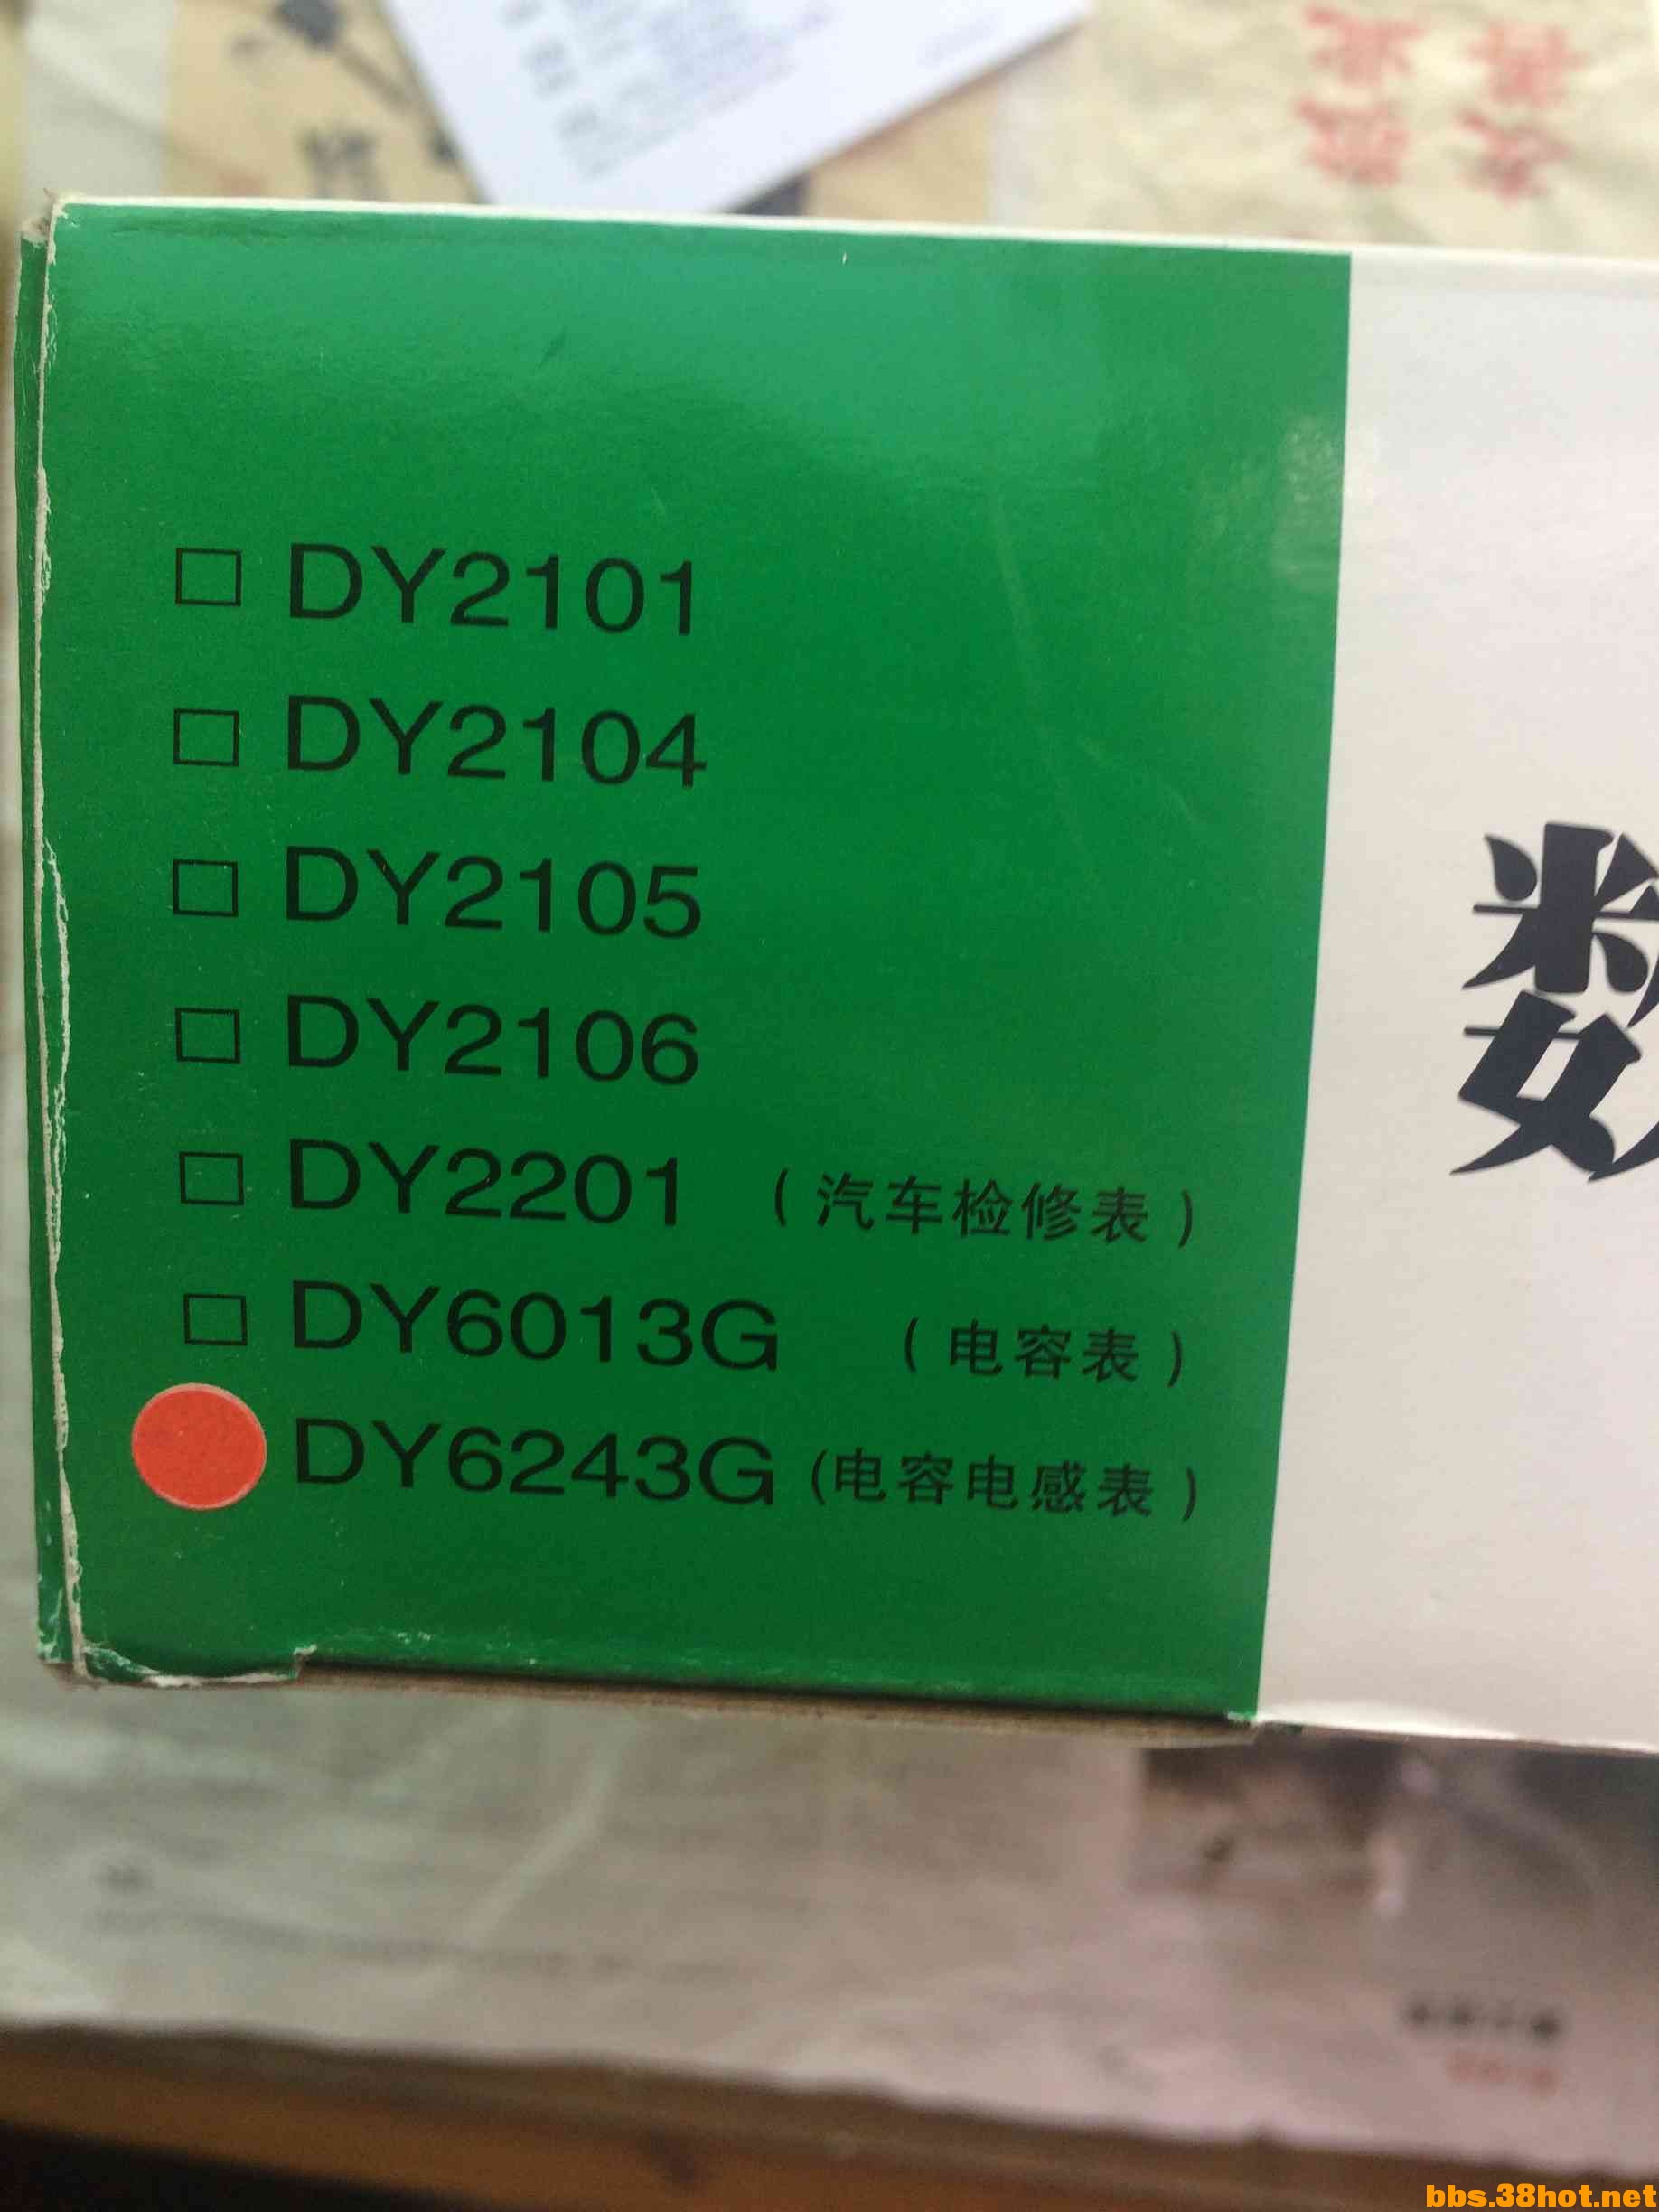 □ DY2101
□ DY2104
□ DY2105
□ DY2106
□ DY2201 (汽车检修表)
□ DY6013G (电容表)
DY6243G (电容电感表)
数
bbs.38hot.net